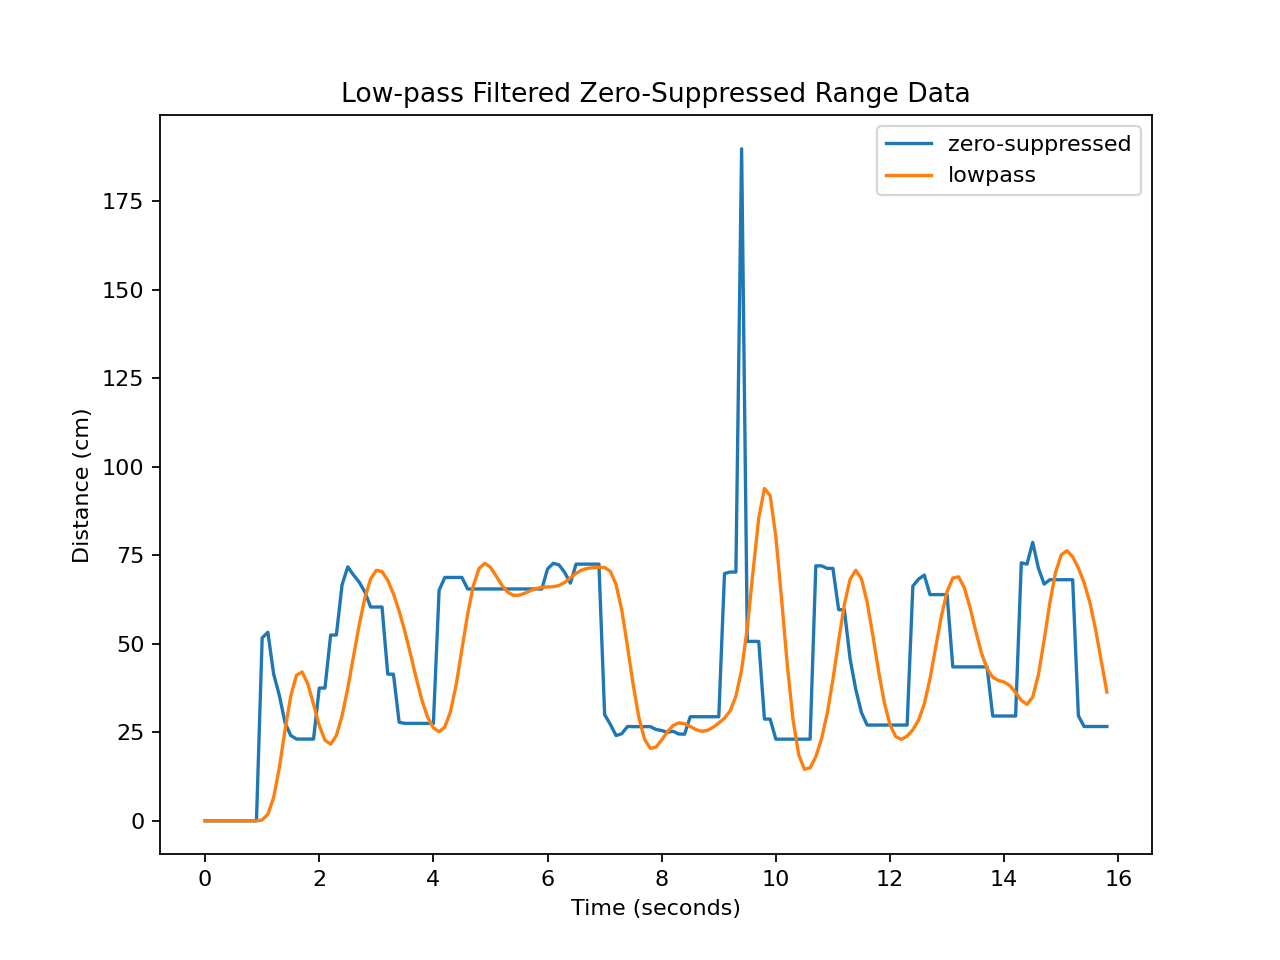 Low-pass Filtered Zero-Suppressed Range Data
zero-suppressed
lowpass
175
150
125
100
75
50
25
0
Distance (cm)
0 2 4 6 8 10 12 14 16
Time (seconds)